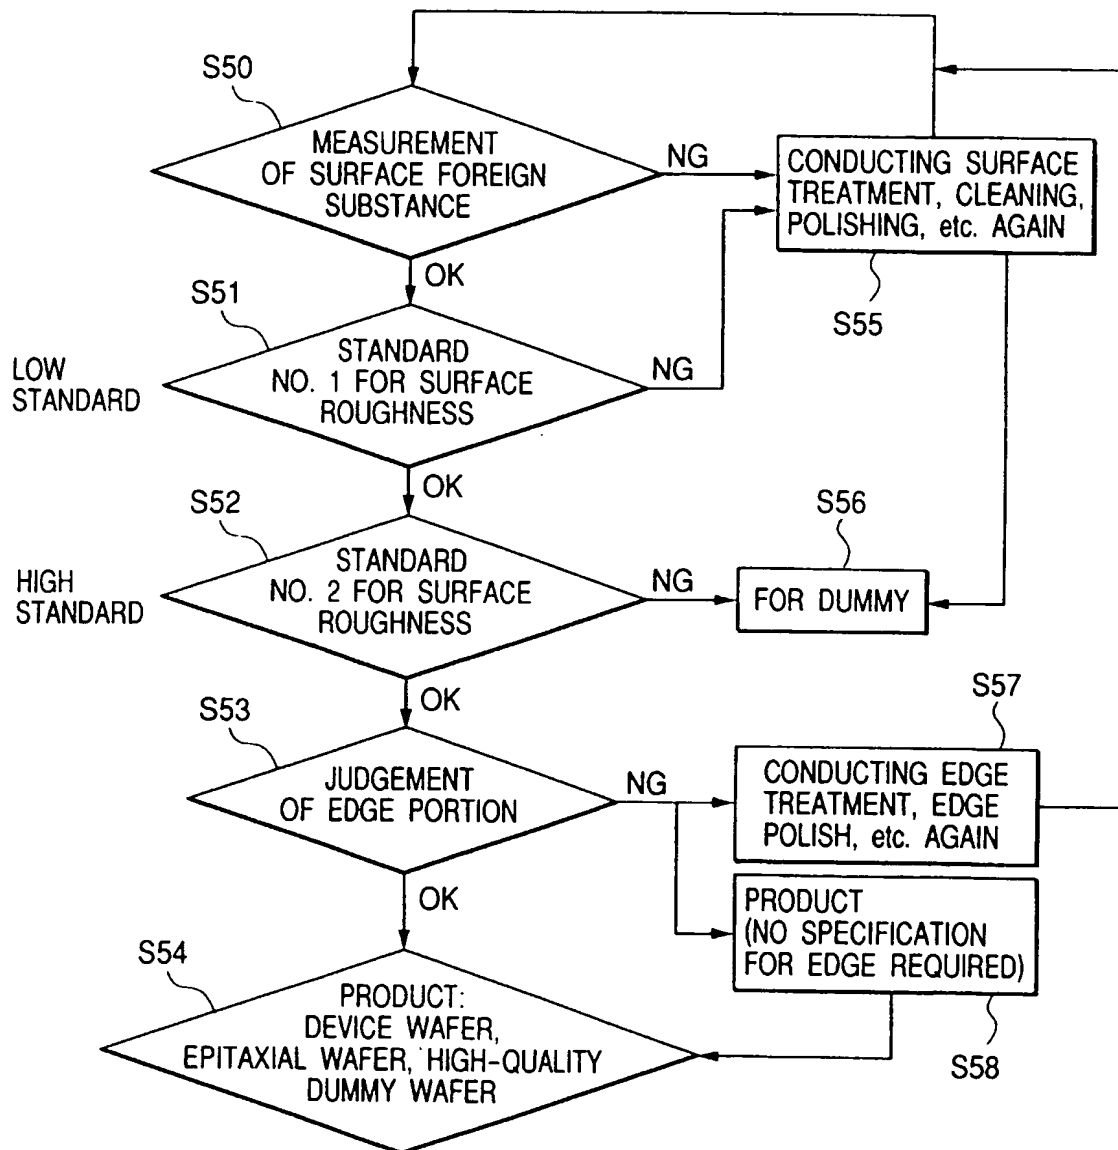 S50
MEASUREMENT
OF SURFACE FOREIGN
SUBSTANCE
NG
CONDUCTING SURFACE
TREATMENT, CLEANING,
POLISHING, etc. AGAIN
S55
OK
S51
LOW
STANDARD
STANDARD
NO. 1 FOR SURFACE
ROUGHNESS
NG
OK
S52
HIGH
STANDARD
STANDARD
NO. 2 FOR SURFACE
ROUGHNESS
NG
S56
FOR DUMMY
OK
S53
JUDGEMENT
OF EDGE PORTION
NG
S57
CONDUCTING EDGE
TREATMENT, EDGE
POLISH, etc. AGAIN
OK
PRODUCT
(NO SPECIFICATION
FOR EDGE REQUIRED)
S58
S54
PRODUCT:
DEVICE WAFER,
EPITAXIAL WAFER, HIGH-QUALITY
DUMMY WAFER